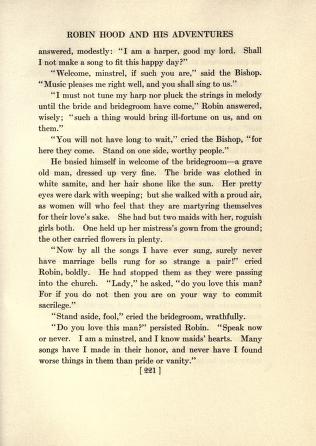 ROBIN HOOD AND HIS ADVENTURES
answered, modestly: "I am a harper, good my lord. Shall
I not make a song to fit this happy day?"
"Welcome, minstrel, if such you are," said the Bishop.
"Music pleases me right well, and you shall sing to us."
"I must not tune my harp nor pluck the strings in melody
until the bride and bridegroom have come," Robin answered,
wisely; "such a thing would bring ill-fortune on us, and on
them."
"You will not have long to wait," cried the Bishop, "for
here they come. Stand on one side, worthy people."
He busied himself in welcome of the bridegroom—a grave
old man, dressed up very fine. The bride was clothed in
white samite, and her hair shone like the sun. Her pretty
eyes were dark with weeping; but she walked with a proud air,
as women will who feel that they are martyring themselves
for their love's sake. She had but two maids with her, roguish
girls both. One held up her mistress's gown from the ground;
the other carried flowers in plenty.
"Now by all the songs I have ever sung, surely never
have marriage bells rung for so strange a pair!" cried
Robin, boldly. He had stopped them as they were passing
into the church. "Lady," he asked, "do you love this man?
For if you do not then you are on your way to commit
sacrilege."
"Stand aside, fool," cried the bridegroom, wrathfully.
"Do you love this man?" persisted Robin. "Speak now
or never. I am a minstrel, and I know maids' hearts. Many
songs have I made in their honor, and never have I found
worse things in them than pride or vanity."
[ 221 ]